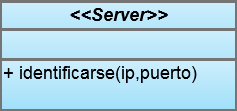 <<Server>>
+ identificarse(ip,puerto)